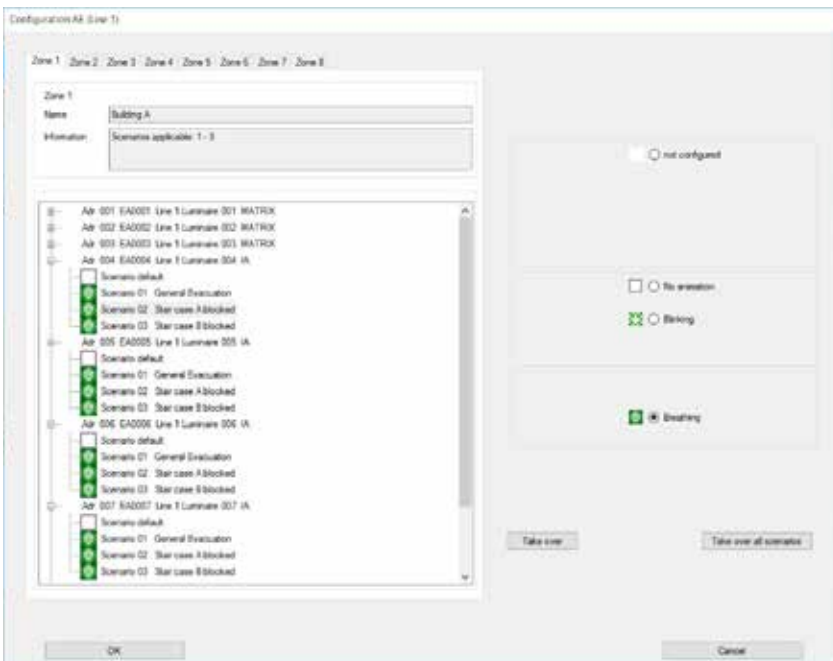 Configuration AE (Line 1)
Zone 1 Zone 2 Zone 3 Zone 4 Zone 5 Zone 6 Zone 7 Zone 8
Zone 1
Name Building A
Information Scenarios applicable: 1 - 3
Adr 001 EA0001 Line 1 Luminaire 001 MATRIX
Adr 002 EA0002 Line 1 Luminaire 002 MATRIX
Adr 003 EA0003 Line 1 Luminaire 003 MATRIX
Adr 004 EA0004 Line 1 Luminaire 004 IA
Scenario default
Scenario 01 General Evacuation
Scenario 02 Stair case A blocked
Scenario 03 Stair case B blocked
Adr 005 EA0005 Line 1 Luminaire 005 IA
Scenario default
Scenario 01 General Evacuation
Scenario 02 Stair case A blocked
Scenario 03 Stair case B blocked
Adr 006 EA0006 Line 1 Luminaire 006 IA
Scenario default
Scenario 01 General Evacuation
Scenario 02 Stair case A blocked
Scenario 03 Stair case B blocked
Adr 007 EA0007 Line 1 Luminaire 007 IA
Scenario default
Scenario 01 General Evacuation
Scenario 02 Stair case A blocked
Scenario 03 Stair case B blocked
not configured
No animation
Blinking
Breathing
Take over Take over all scenarios
OK Cancel